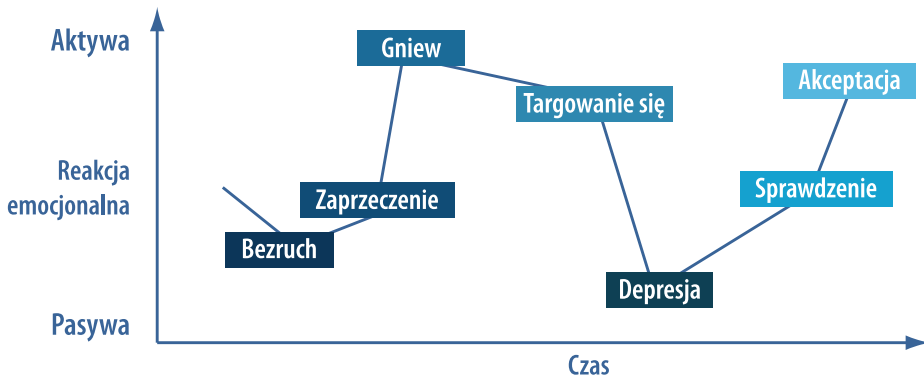 Aktywa
Gniew
Akceptacja
Targowanie się
Reakcja
emocjonalna
Zaprzeczenie
Sprawdzenie
Bezruch
Depresja
Pasywa
Czas